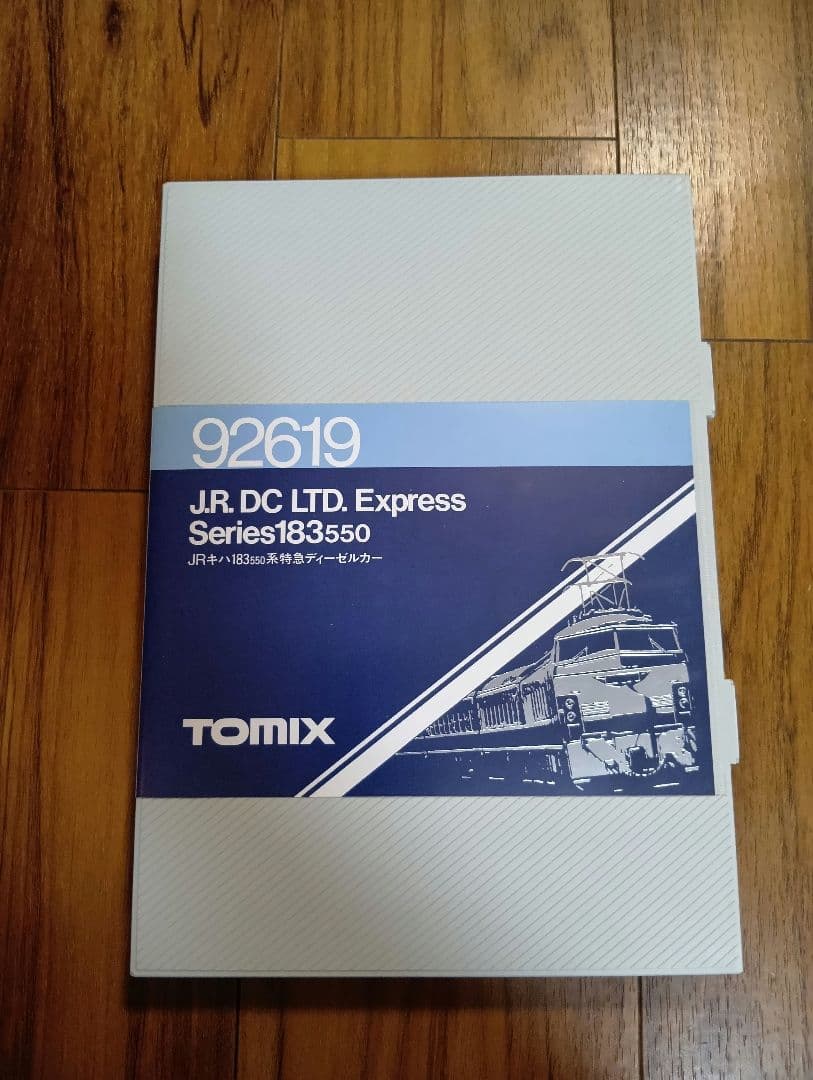 92619
J.R. DC LTD. Express
Series183550
JRキハ183550系特急ディーゼルカー
TOMIX